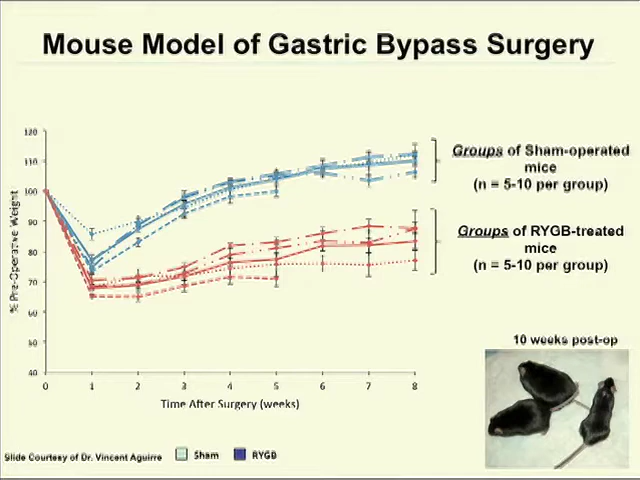 Mouse Model of Gastric Bypass Surgery
120
110
100
90
80
70
60
50
40
% Pre-Operative Weight
0 1 2 3 4 5 6 7 8
Time After Surgery (weeks)
Groups of Sham-operated
mice
(n = 5-10 per group)
Groups of RYGB-treated
mice
(n = 5-10 per group)
10 weeks post-op
Slide Courtesy of Dr. Vincent Aguirre
Sham RYGB